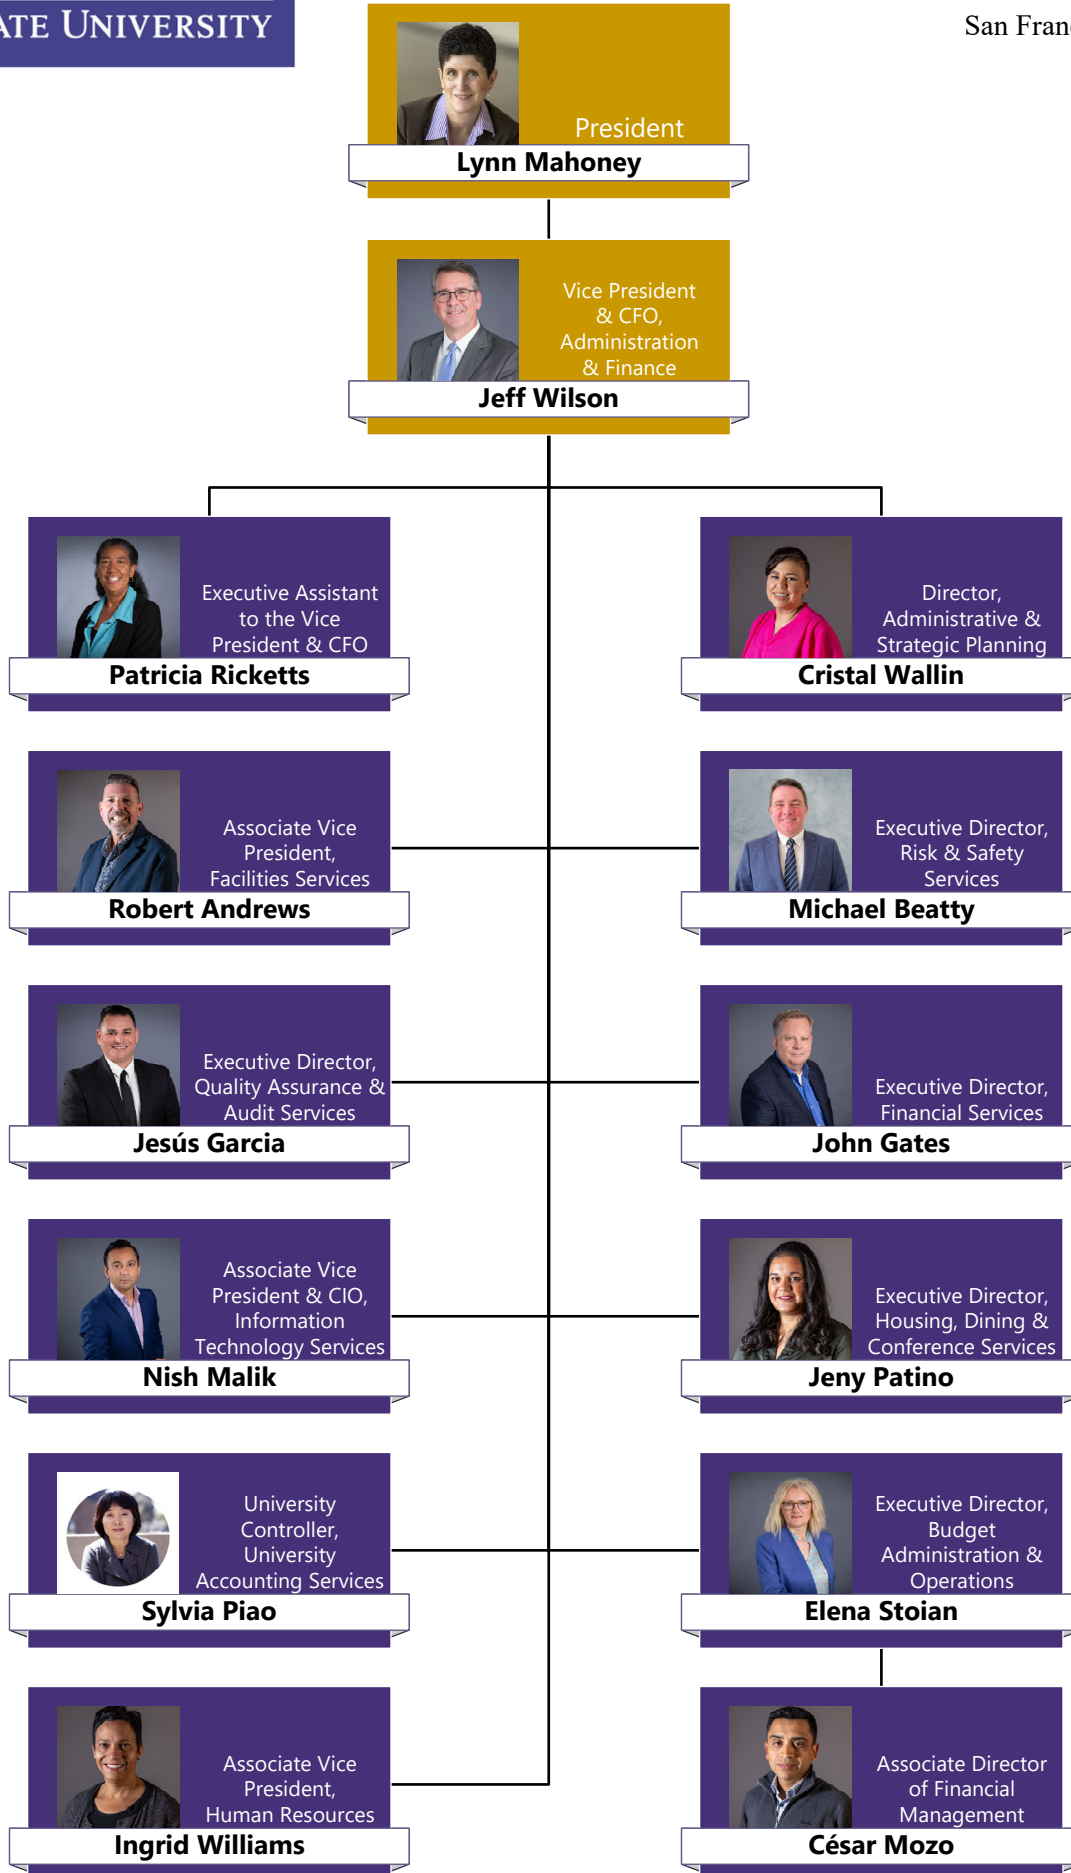 UNIVERSITY
San
President
Lynn Mahoney
Vice President
& CFO,
Administration
& Finance
Jeff Wilson
Executive Assistant
to the Vice
President & CFO
Patricia Ricketts
Director,
Administrative &
Strategic Planning
Cristal Wallin
Associate Vice
President,
Facilities Services
Robert Andrews
Executive Director,
Risk & Safety
Services
Michael Beatty
Executive Director,
Quality Assurance &
Audit Services
Jesús Garcia
Executive Director,
Financial Services
John Gates
Associate Vice
President & CIO,
Information
Technology Services
Nish Malik
Executive Director,
Housing, Dining &
Conference Services
Jeny Patino
University
Controller,
University
Accounting Services
Sylvia Piao
Executive Director,
Budget
Administration &
Operations
Elena Stoian
Associate Vice
President,
Human Resources
Ingrid Williams
Associate Director
of Financial
Management
César Mozo